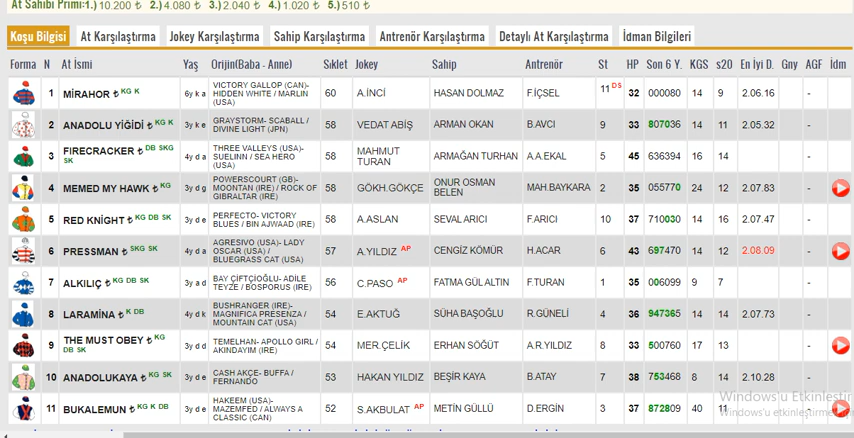 At Sahibi Primi: 1.) 10.200 ₺ 2.) 4.080 ₺ 3.) 2.040 ₺ 4.) 1.020 ₺ 5.) 510 ₺
Koşu Bilgisi At Karşılaştırma Jokey Karşılaştırma Sahip Karşılaştırma Antrenör Karşılaştırma Detaylı At Karşılaştırma İdman Bilgileri
Forma N At İsmi Yaş Orijin(Baba - Anne) Sıklet Jokey Sahip Antrenör St HP Son 6 Y. KGS s20 En İyi D. Gny AGF İdm
1 MİRAHOR ₺ KG K 6y k a VICTORY GALLOP (CAN)- HIDDEN WHITE / MARLIN (USA) 60 A.İNCİ HASAN DOLMAZ F.İÇSEL 11 DS 32 000080 14 9 2.06.16 -
2 ANADOLU YİĞİDİ ₺ KG K 3y k e GRAYSTORM- SCABALL / DIVINE LIGHT (JPN) 58 VEDAT ABİŞ ARMAN OKAN B.AVCI 9 33 807036 14 11 2.05.32 -
3 FIRECRACKER ₺ DB SKG SK 4y d a THREE VALLEYS (USA)- SUELINN / SEA HERO (USA) 58 MAHMUT TURAN ARMAĞAN TURHAN A.A.EKAL 5 45 636394 16 14 -
4 MEMED MY HAWK ₺ KG 3y d g POWERSCOURT (GB)- MOONTAN (IRE) / ROCK OF GIBRALTAR (IRE) 58 GÖKH.GÖKÇE ONUR OSMAN BELEN MAH.BAYKARA 2 35 055770 24 12 2.07.83 -
5 RED KNIGHT ₺ KG DB SK 3y d e PERFECTO- VICTORY BLUES / BIN AJWAAD (IRE) 58 A.ASLAN SEVAL ARICI F.ARICI 10 37 710030 14 16 2.07.47 -
6 PRESSMAN ₺ SKG SK 4y d a AGRESIVO (USA)- LADY OSCAR (USA) / BLUEGRASS CAT (USA) 57 A.YILDIZ AP CENGİZ KÖMÜR H.ACAR 6 43 697470 14 12 2.08.09 -
7 ALKILIÇ ₺ KG DB SK 3y a d BAY ÇİFTÇİOĞLU- ADILE TEYZE / BOSPORUS (IRE) 56 C.PASO AP FATMA GÜL ALTIN F.TURAN 1 35 006099 9 7 -
8 LARAMİNA ₺ K DB 4y d k BUSHRANGER (IRE)- MAGNIFICA PRESENZA / MOUNTAIN CAT (USA) 54 E.AKTUĞ SÜHA BAŞOĞLU R.GÜNELİ 4 36 947365 14 14 2.07.73 -
9 THE MUST OBEY ₺ KG DB SK 3y d d TEMELHAN- APOLLO GIRL / AKINDAYIM (IRE) 54 MER.ÇELİK ERHAN SÖĞÜT A.R.YILDIZ 8 33 500760 17 13 -
10 ANADOLUKAYA ₺ KG SK 3y d e CASH AKÇE- BUFFA / FERNANDO 53 HAKAN YILDIZ BEŞİR KAYA B.ATAY 7 38 753468 8 14 2.10.28 -
11 BUKALEMUN ₺ KG K DB 3y d e HAKEEM (USA)- MAZEMFED / ALWAYS A CLASSIC (CAN) 52 S.AKBULAT AP METİN GÜLLÜ D.ERGİN 3 37 872809 40 11 -
Windows'u Etkinleştir
Windows'u etkinleştirme